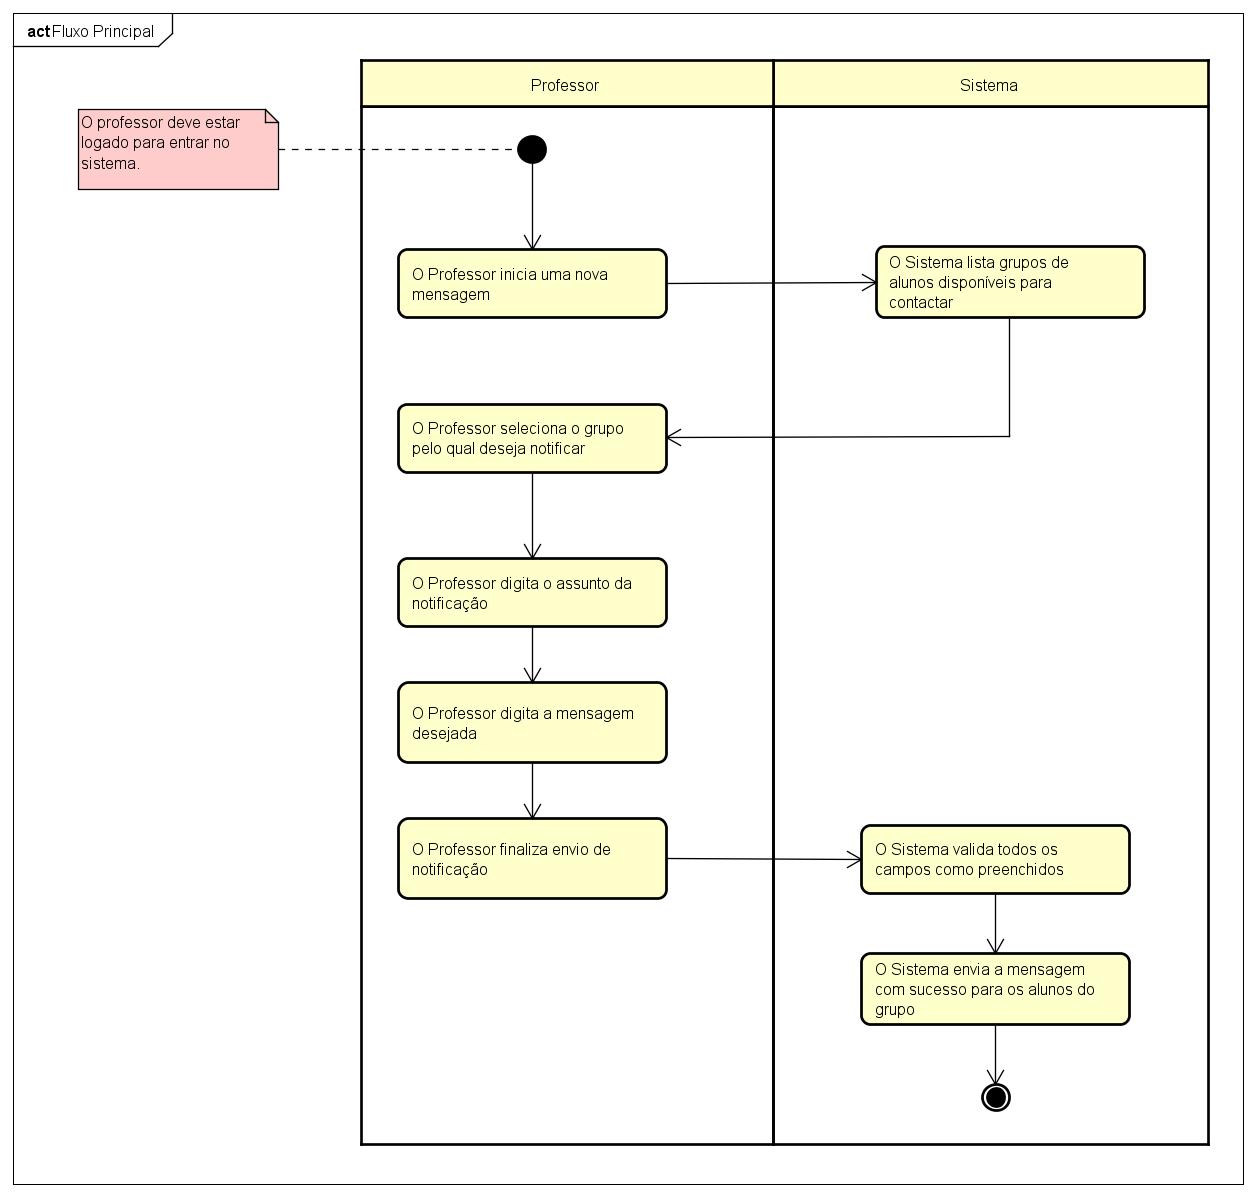 act Fluxo Principal
Professor
Sistema
O professor deve estar
logado para entrar no
sistema.
O Professor inicia uma nova
mensagem
O Sistema lista grupos de
alunos disponíveis para
contactar
O Professor seleciona o grupo
pelo qual deseja notificar
O Professor digita o assunto da
notificação
O Professor digita a mensagem
desejada
O Professor finaliza envio de
notificação
O Sistema valida todos os
campos como preenchidos
O Sistema envia a mensagem
com sucesso para os alunos do
grupo